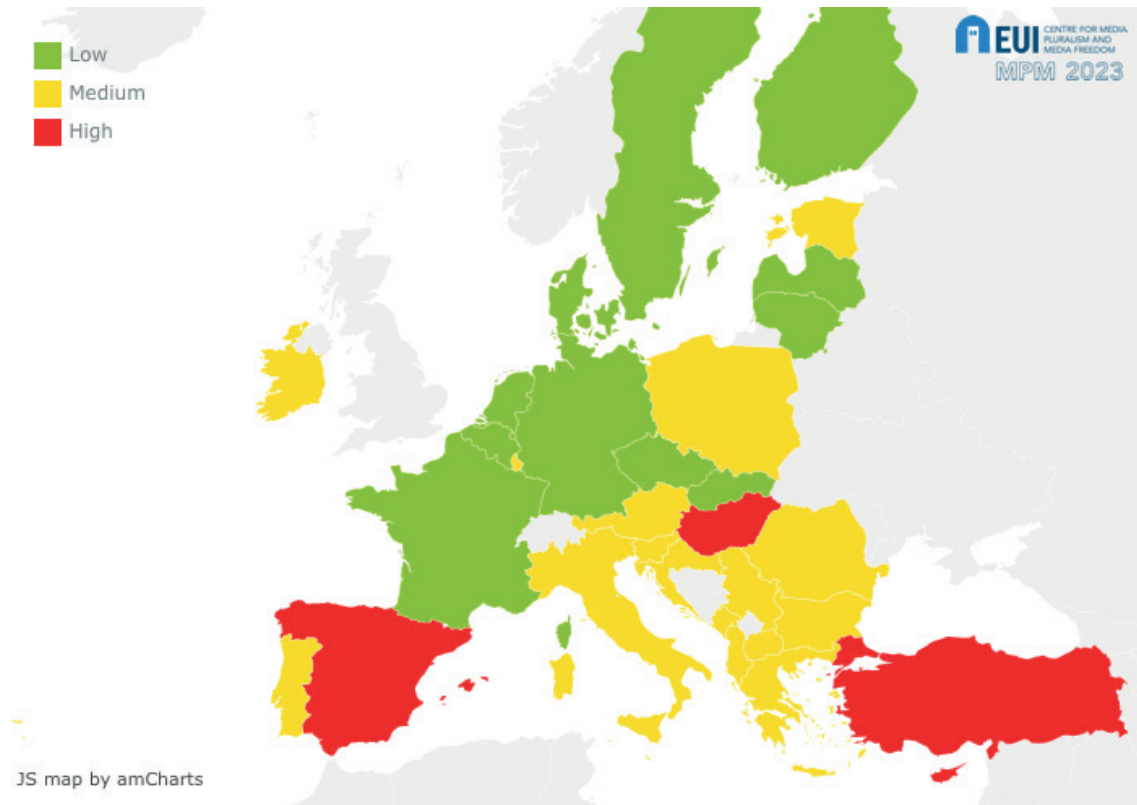 Low
Medium
High
EUI
CENTRE FOR MEDIA
PLURALISM AND
MEDIA FREEDOM
MPM 2023
JS map by amCharts